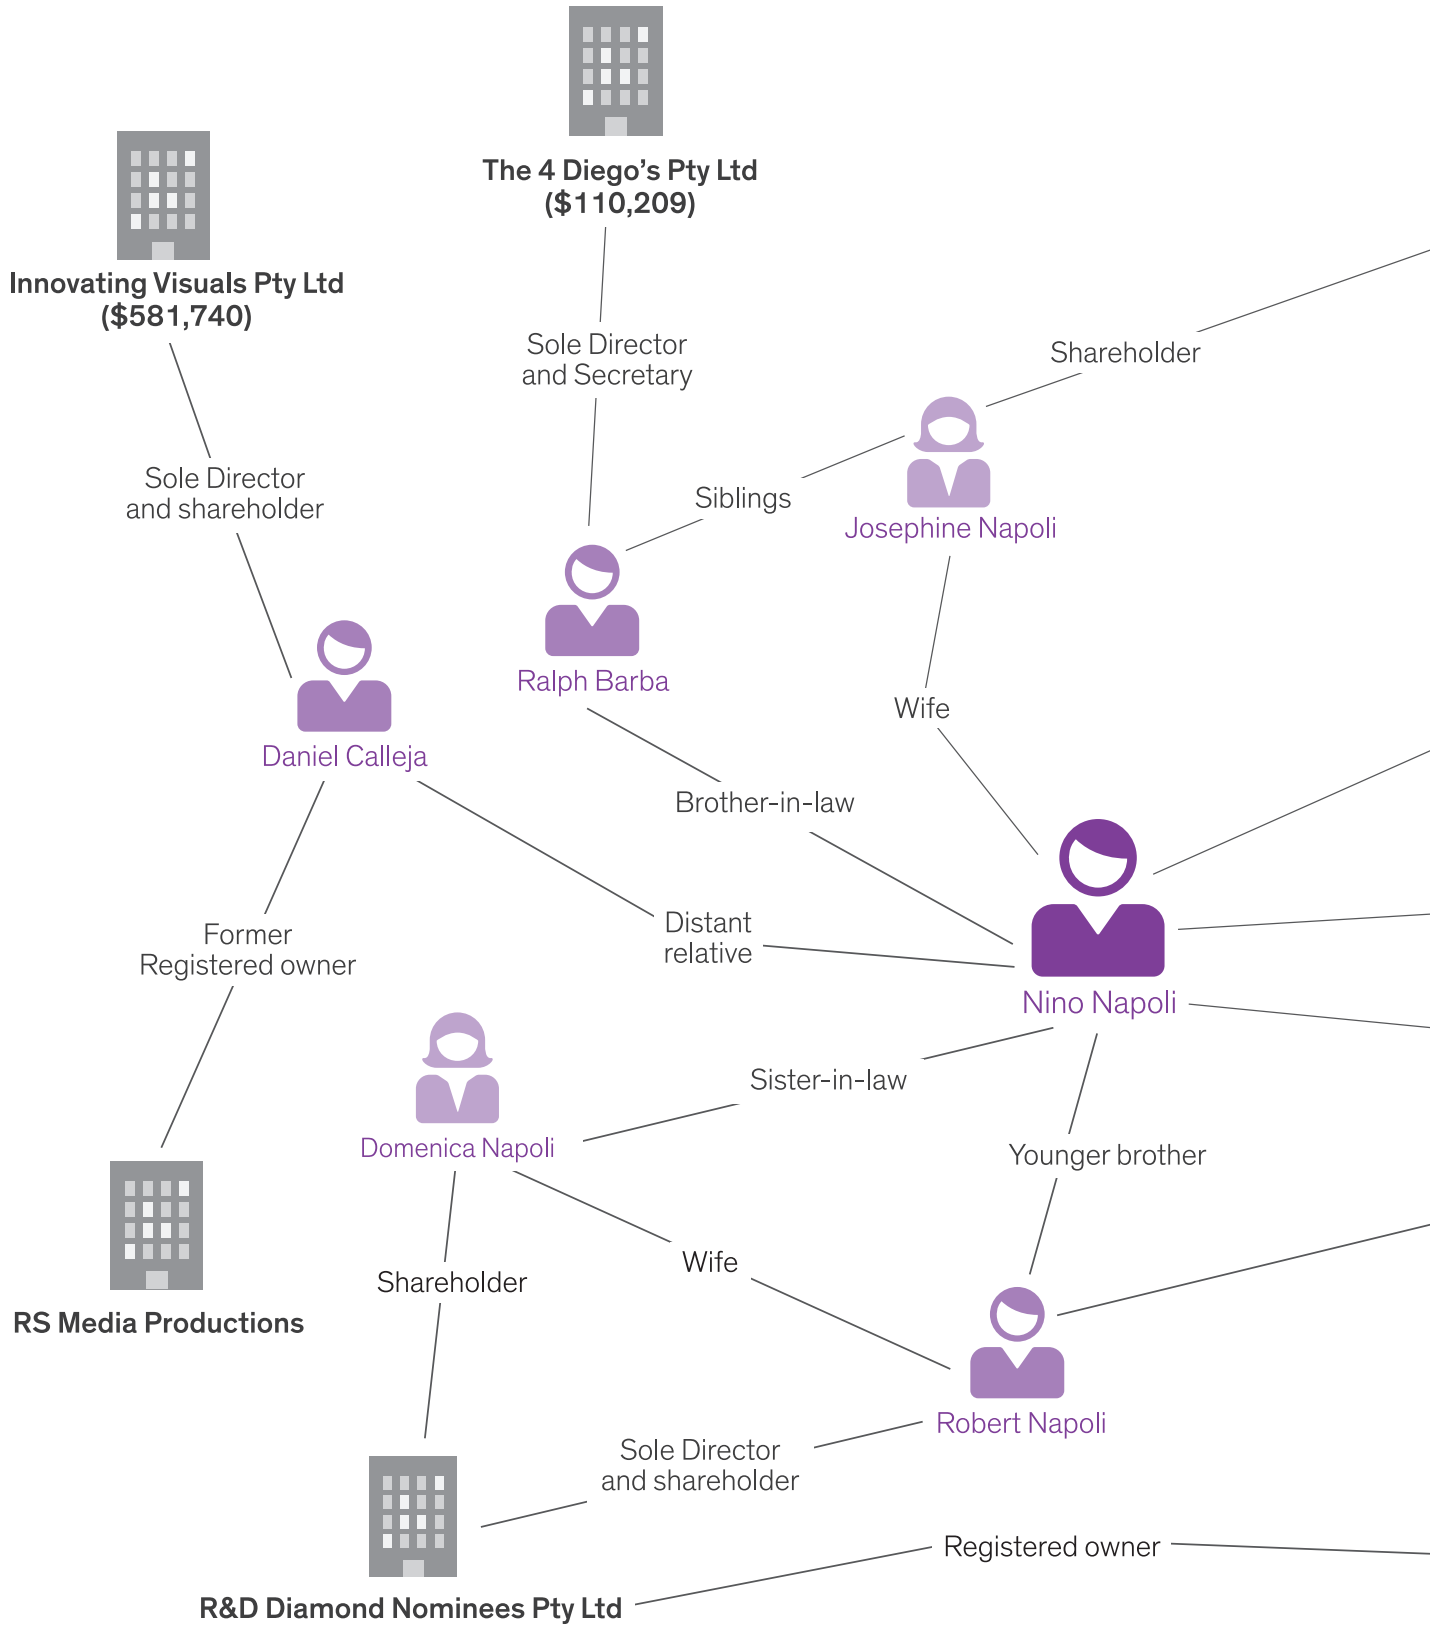 The 4 Diego’s Pty Ltd
($110,209)
Innovating Visuals Pty Ltd
($581,740)
Sole Director
and Secretary
Shareholder
Sole Director
and shareholder
Siblings
Josephine Napoli
Ralph Barba
Wife
Daniel Calleja
Brother-in-law
Former
Registered owner
Distant
relative
Nino Napoli
Sister-in-law
Domenica Napoli
Younger brother
Wife
Shareholder
RS Media Productions
Robert Napoli
Sole Director
and shareholder
Registered owner
R&D Diamond Nominees Pty Ltd